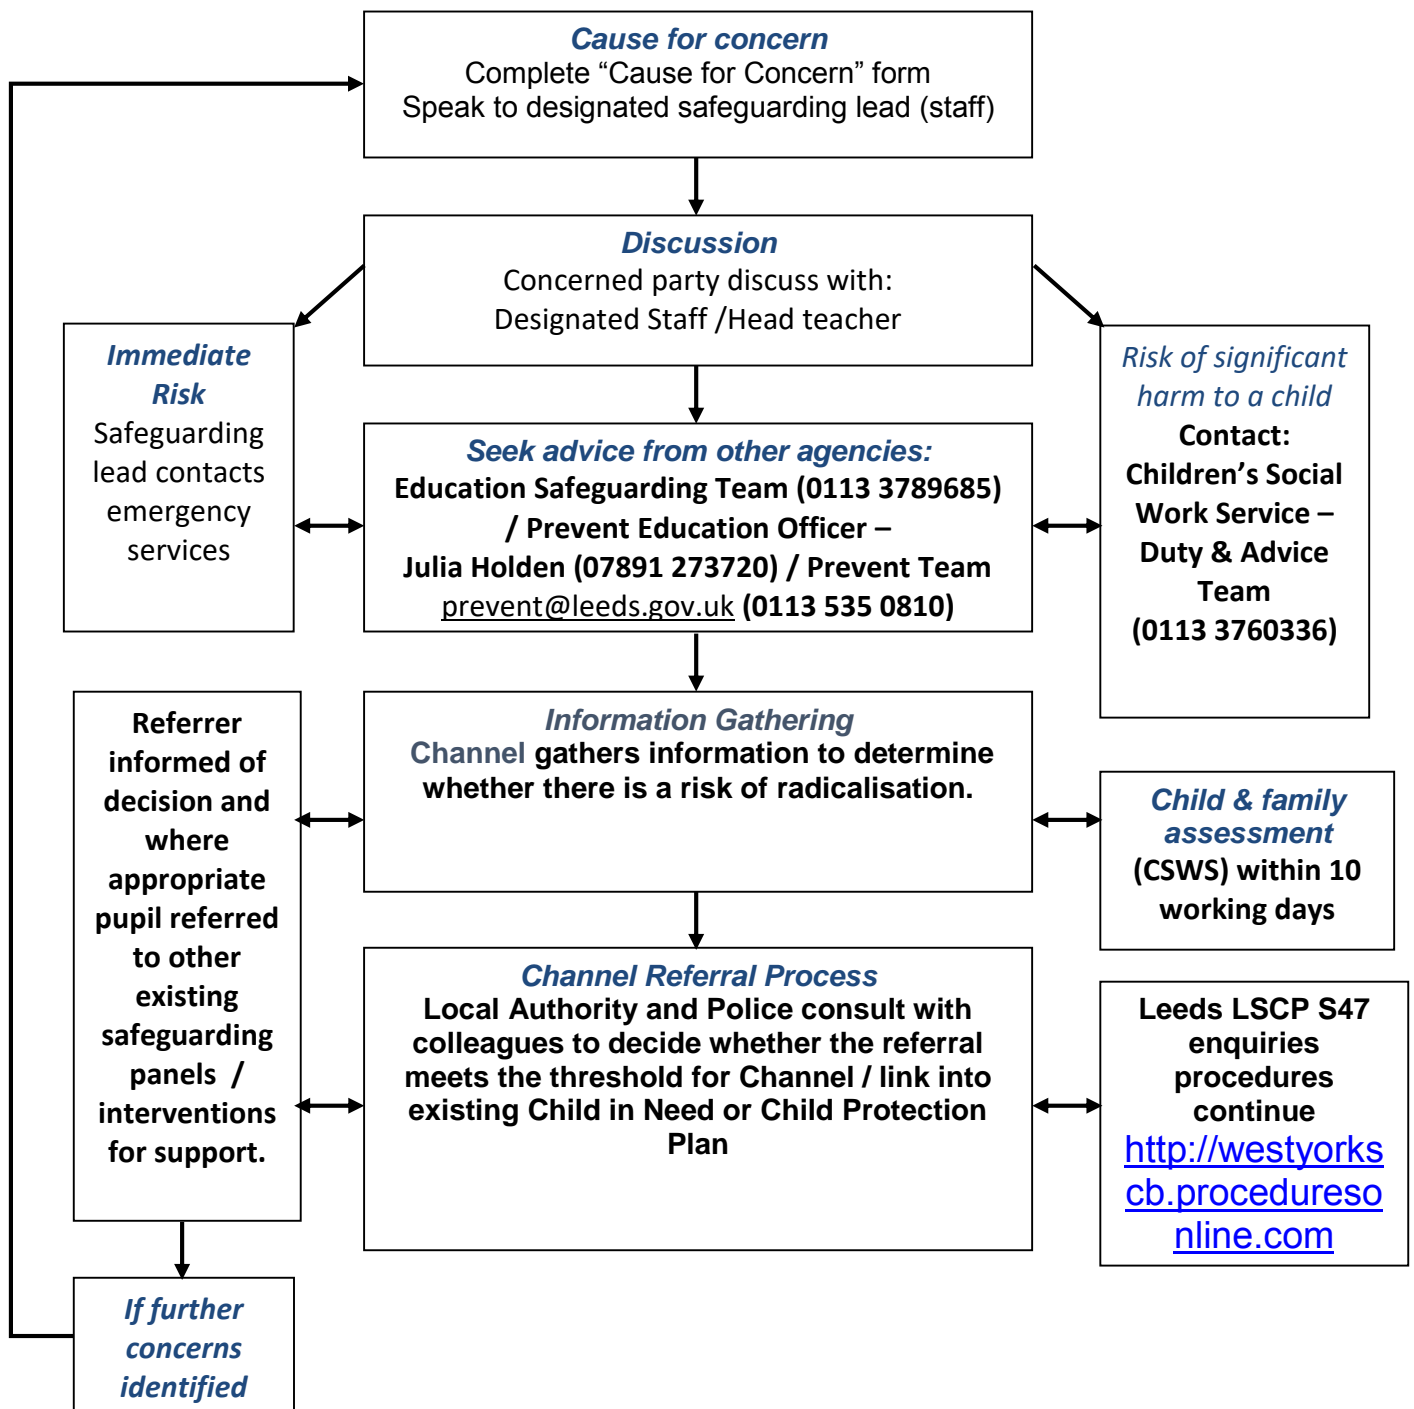 Cause for concern
Complete “Cause for Concern” form
Speak to designated safeguarding lead (staff)
Discussion
Concerned party discuss with:
Designated Staff /Head teacher
Immediate
Risk
Safeguarding
lead contacts
emergency
services
Seek advice from other agencies:
Education Safeguarding Team (0113 3789685)
/ Prevent Education Officer –
Julia Holden (07891 273720) / Prevent Team
prevent@leeds.gov.uk (0113 535 0810)
Risk of significant
harm to a child
Contact:
Children’s Social
Work Service –
Duty & Advice
Team
(0113 3760336)
Referrer
informed of
decision and
where
appropriate
pupil referred
to other
existing
safeguarding
panels /
interventions
for support.
Information Gathering
Channel gathers information to determine
whether there is a risk of radicalisation.
Child & family
assessment
(CSWS) within 10
working days
Channel Referral Process
Local Authority and Police consult with
colleagues to decide whether the referral
meets the threshold for Channel / link into
existing Child in Need or Child Protection
Plan
Leeds LSCP S47
enquiries
procedures
continue
http://westyorks
cb.procedureso
nline.com
If further
concerns
identified